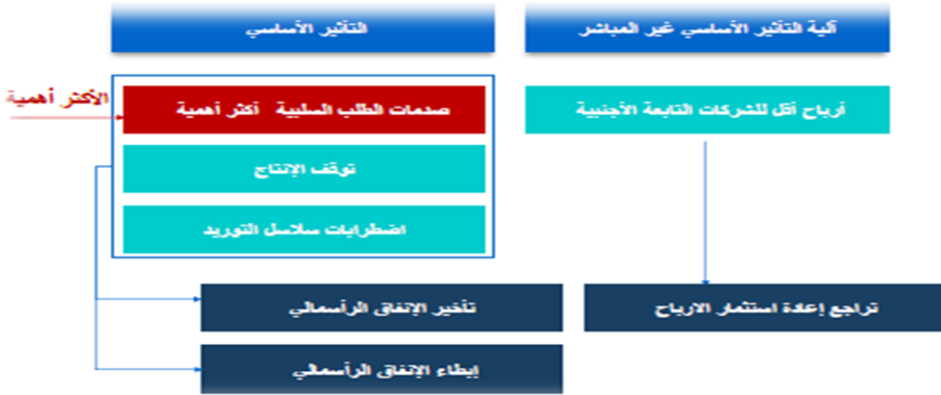 آلية التأثير الأساسي غير المباشر
التأثير الأساسي
أرباح أقل للشركات التابعة الأجنبية
الأكثر أهمية
صدمات الطلب السلبية أكثر أهمية
توقف الإنتاج
اضطرابات سلاسل التوريد
تراجع إعادة استثمار الارباح
تأخير الإنفاق الرأسمالي
إبطاء الإنفاق الرأسمالي